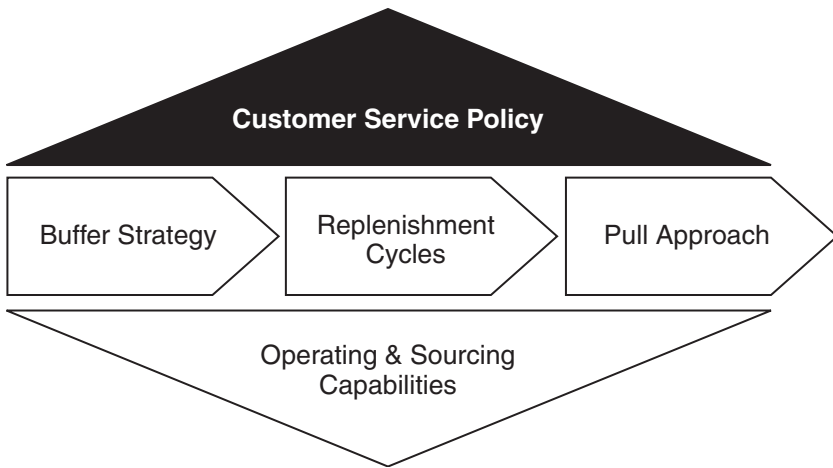 Customer Service Policy
Buffer Strategy
Replenishment
Cycles
Pull Approach
Operating & Sourcing
Capabilities